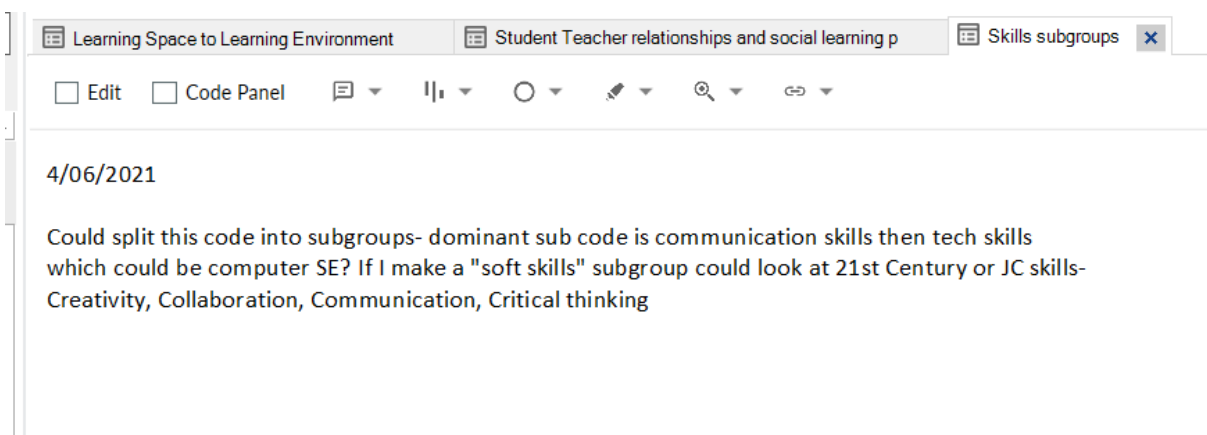 Learning Space to Learning Environment
Student Teacher relationships and social learning p
Skills subgroups
Edit
Code Panel
4/06/2021
Could split this code into subgroups- dominant sub code is communication skills then tech skills
which could be computer SE? If I make a "soft skills" subgroup could look at 21st Century or JC skills-
Creativity, Collaboration, Communication, Critical thinking